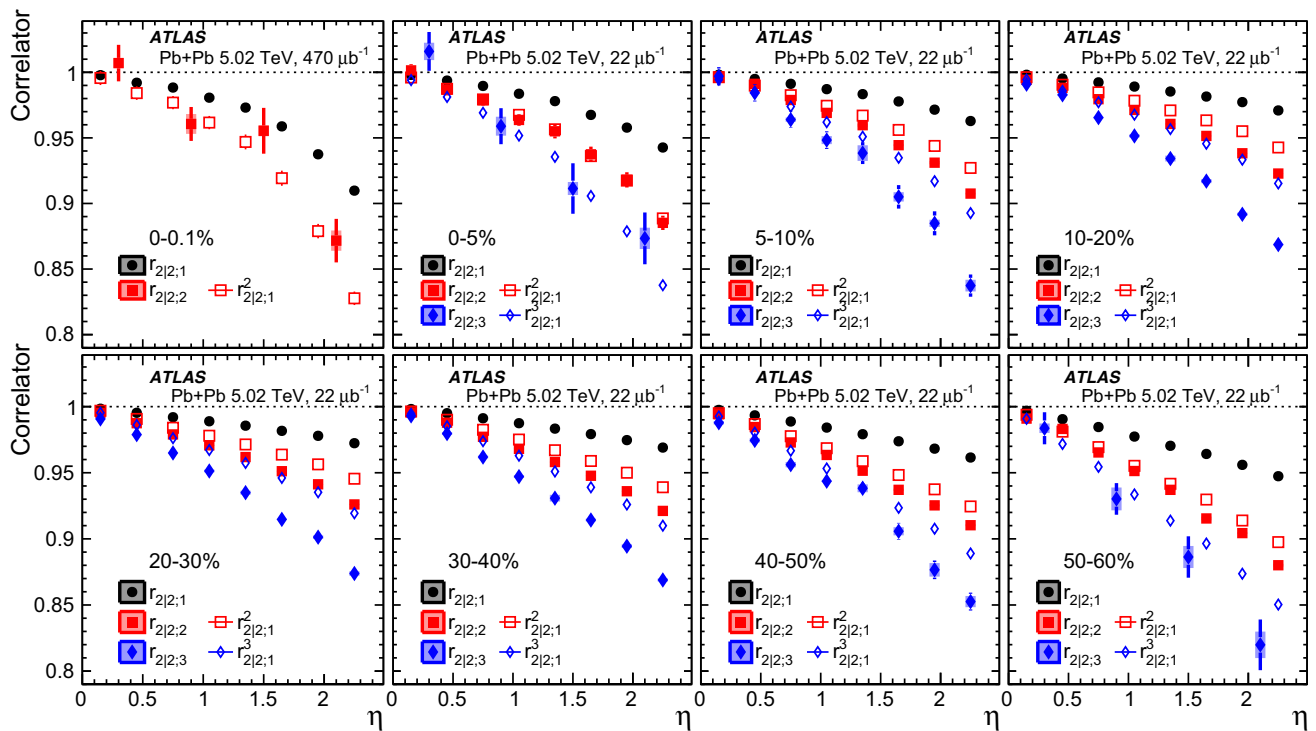 Correlator
ATLAS
Pb+Pb 5.02 TeV, 470 μb⁻¹
1
0.95
0.9
0.85
0.8
0-0.1%
r2|2;1
r2|2;2 r²2|2;1
ATLAS
Pb+Pb 5.02 TeV, 22 μb⁻¹
0-5%
r2|2;1
r2|2;2 r²2|2;1
r2|2;3 r³2|2;1
ATLAS
Pb+Pb 5.02 TeV, 22 μb⁻¹
5-10%
r2|2;1
r2|2;2 r²2|2;1
r2|2;3 r³2|2;1
ATLAS
Pb+Pb 5.02 TeV, 22 μb⁻¹
10-20%
r2|2;1
r2|2;2 r²2|2;1
r2|2;3 r³2|2;1
Correlator
ATLAS
Pb+Pb 5.02 TeV, 22 μb⁻¹
1
0.95
0.9
0.85
0.8
20-30%
r2|2;1
r2|2;2 r²2|2;1
r2|2;3 r³2|2;1
0 0.5 1 1.5 2
η
ATLAS
Pb+Pb 5.02 TeV, 22 μb⁻¹
30-40%
r2|2;1
r2|2;2 r²2|2;1
r2|2;3 r³2|2;1
0 0.5 1 1.5 2
η
ATLAS
Pb+Pb 5.02 TeV, 22 μb⁻¹
40-50%
r2|2;1
r2|2;2 r²2|2;1
r2|2;3 r³2|2;1
0 0.5 1 1.5 2
η
ATLAS
Pb+Pb 5.02 TeV, 22 μb⁻¹
50-60%
r2|2;1
r2|2;2 r²2|2;1
r2|2;3 r³2|2;1
0 0.5 1 1.5 2
η